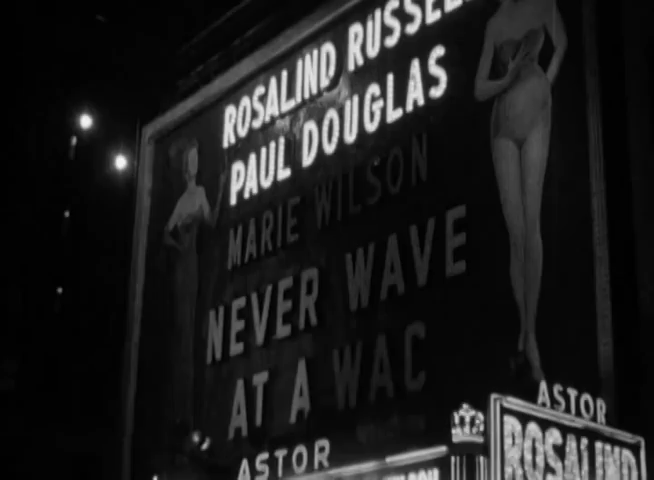 ROSALIND RUSSELL
PAUL DOUGLAS
MARIE WILSON
NEVER WAVE
AT A WAC
ASTOR
ASTOR
ROSALIND